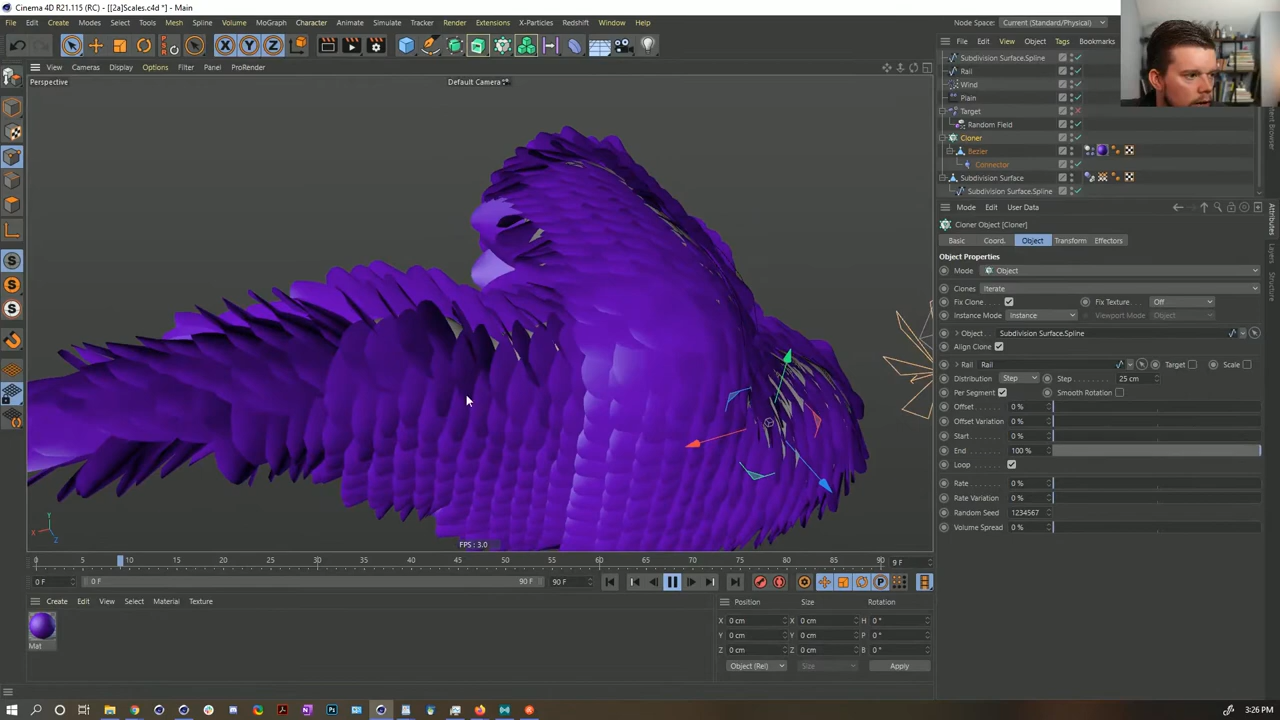 Cinema 4D R21.115 (RC) - [[2a]Scales.c4d *] - Main
File Edit Create Modes Select Tools Mesh Spline Volume MoGraph Character Animate Simulate Tracker Render Extensions X-Particles Redshift Window Help
Node Space: Current (Standard/Physical)
File Edit View Object Tags Bookmarks
View Cameras Display Options Filter Panel ProRender
Perspective
Default Camera
Subdivision Surface.Spline
Rail
Wind
Plain
Target
Random Field
Cloner
Bezier
Connector
Subdivision Surface
Subdivision Surface.Spline
Content Browser
Mode Edit User Data
Cloner Object [Cloner]
Basic Coord. Object Transform Effectors
Object Properties
Mode Object
Clones Iterate
Fix Clone Fix Texture Off
Instance Mode Instance Viewport Mode Object
Object Subdivision Surface.Spline
Align Clone
Rail Rail Target Scale
Distribution Step Step 25 cm
Per Segment Smooth Rotation
Offset 0 %
Offset Variation 0 %
Start 0 %
End 100 %
Loop
Rate 0 %
Rate Variation 0 %
Random Seed 1234567
Volume Spread 0 %
Attributes
Layers
Structure
X Y Z
FPS : 3.0
0 5 10 15 20 25 30 35 40 45 50 55 60 65 70 75 80 85 90 9 F
0 F 0 F 90 F 90 F
Create Edit View Select Material Texture
Mat
Position Size Rotation
X 0 cm X 0 cm H 0 °
Y 0 cm Y 0 cm P 0 °
Z 0 cm Z 0 cm B 0 °
Object (Rel) Size Apply
3:26 PM